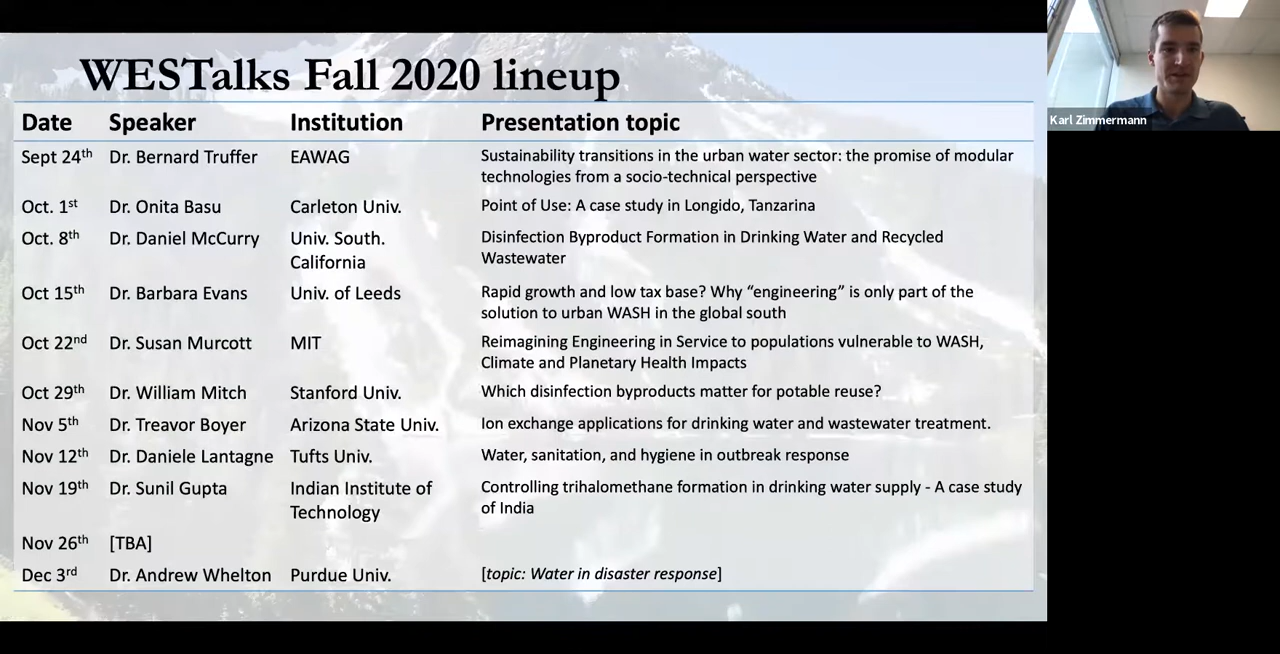 WESTalks Fall 2020 lineup
Date Speaker Institution Presentation topic
Sept 24th Dr. Bernard Truffer EAWAG Sustainability transitions in the urban water sector: the promise of modular
technologies from a socio-technical perspective
Oct. 1st Dr. Onita Basu Carleton Univ. Point of Use: A case study in Longido, Tanzarina
Oct. 8th Dr. Daniel McCurry Univ. South. Disinfection Byproduct Formation in Drinking Water and Recycled
California Wastewater
Oct 15th Dr. Barbara Evans Univ. of Leeds Rapid growth and low tax base? Why “engineering” is only part of the
solution to urban WASH in the global south
Oct 22nd Dr. Susan Murcott MIT Reimagining Engineering in Service to populations vulnerable to WASH,
Climate and Planetary Health Impacts
Oct 29th Dr. William Mitch Stanford Univ. Which disinfection byproducts matter for potable reuse?
Nov 5th Dr. Treavor Boyer Arizona State Univ. Ion exchange applications for drinking water and wastewater treatment.
Nov 12th Dr. Daniele Lantagne Tufts Univ. Water, sanitation, and hygiene in outbreak response
Nov 19th Dr. Sunil Gupta Indian Institute of Controlling trihalomethane formation in drinking water supply - A case study
Technology of India
Nov 26th [TBA]
Dec 3rd Dr. Andrew Whelton Purdue Univ. [topic: Water in disaster response]
Karl Zimmermann